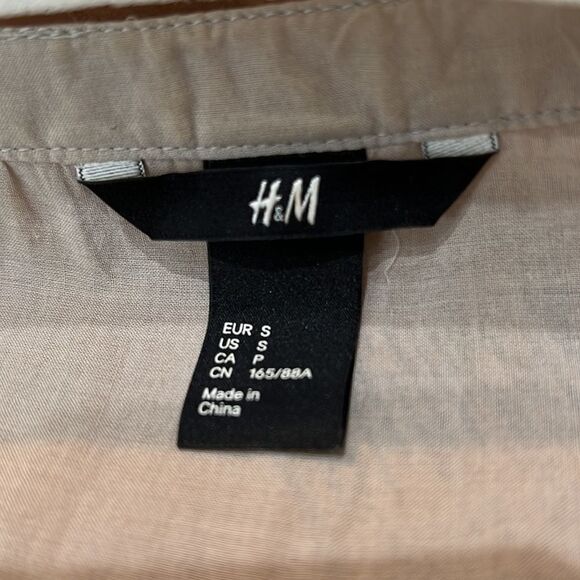 H&M
EUR S
US S
CA P
CN 165/88A
Made in
China